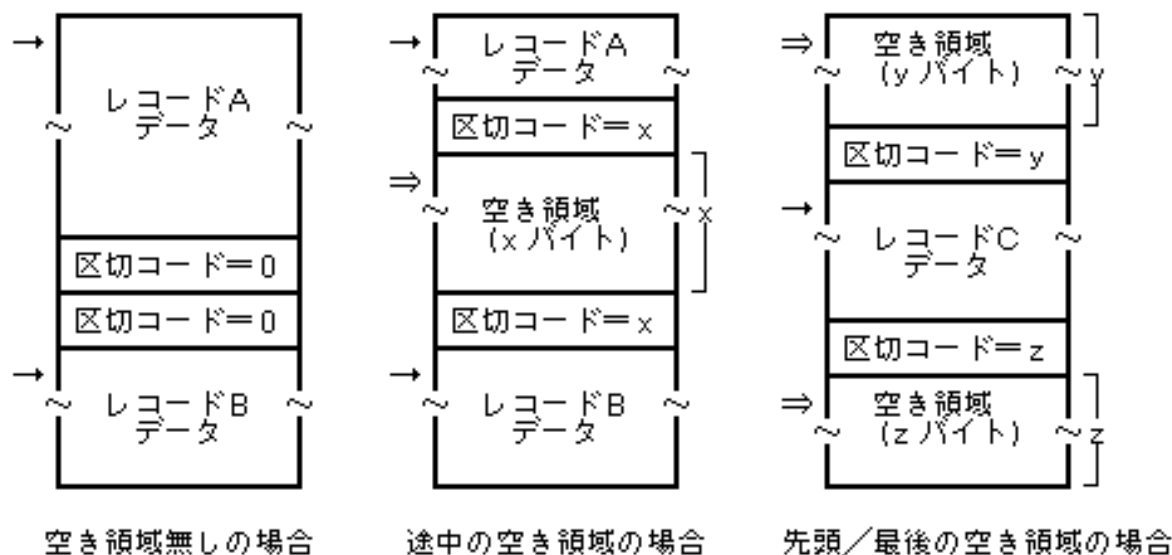 →
レコードA
データ
区切コード=0
区切コード=0
→
レコードB
データ
空き領域無しの場合
→
レコードA
データ
区切コード=x
⇒
空き領域
(xバイト)
x
区切コード=x
→
レコードB
データ
途中の空き領域の場合
⇒
空き領域
(yバイト)
y
区切コード=y
→
レコードC
データ
区切コード=z
⇒
空き領域
(zバイト)
z
先頭/最後の空き領域の場合